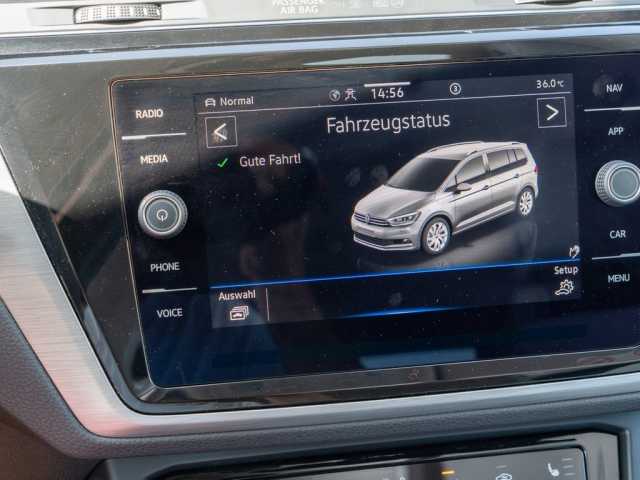 PASSENGER
AIR BAG
RADIO
MEDIA
PHONE
VOICE
Normal
14:56
3
36.0°C
< Fahrzeugstatus >
✓ Gute Fahrt!
Auswahl
Setup
NAV
APP
CAR
MENU